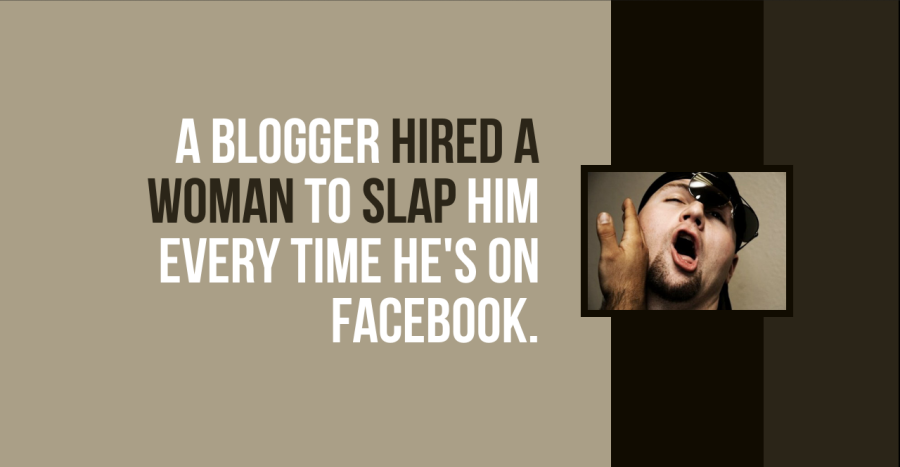 A BLOGGER HIRED A
WOMAN TO SLAP HIM
EVERY TIME HE'S ON
FACEBOOK.